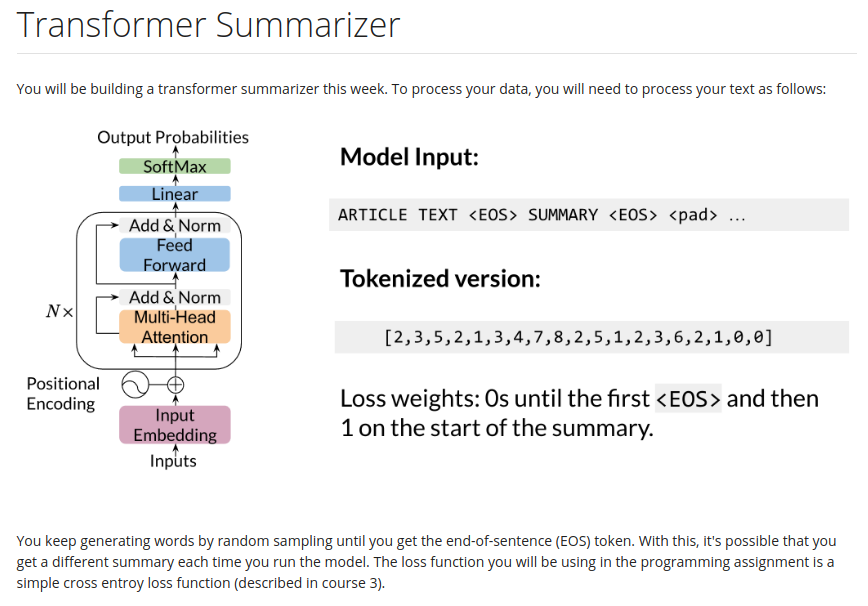 Transformer Summarizer
You will be building a transformer summarizer this week. To process your data, you will need to process your text as follows:
Output Probabilities
SoftMax
Linear
Add & Norm
Feed
Forward
Add & Norm
Multi-Head
Attention
N×
Positional
Encoding
Input
Embedding
Inputs
Model Input:
ARTICLE TEXT <EOS> SUMMARY <EOS> <pad> ...
Tokenized version:
[2,3,5,2,1,3,4,7,8,2,5,1,2,3,6,2,1,0,0]
Loss weights: 0s until the first <EOS> and then
1 on the start of the summary.
You keep generating words by random sampling until you get the end-of-sentence (EOS) token. With this, it's possible that you
get a different summary each time you run the model. The loss function you will be using in the programming assignment is a
simple cross entroy loss function (described in course 3).